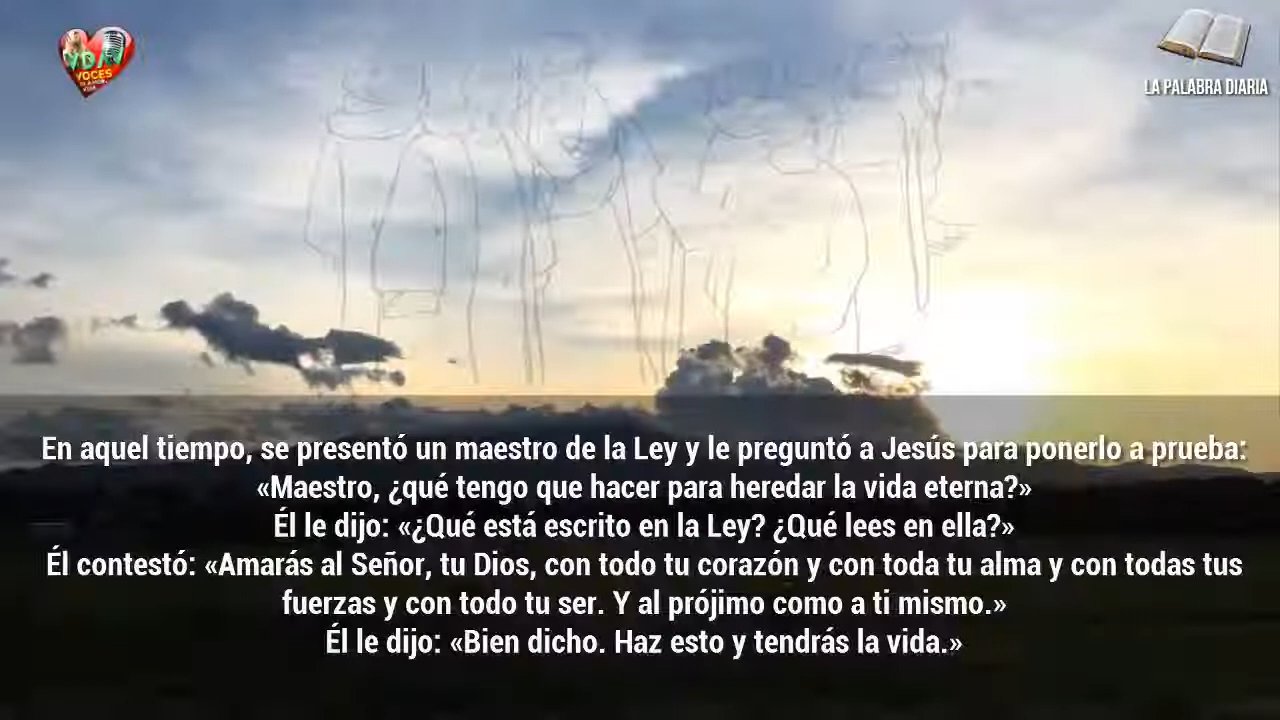 VDA
VOCES
LA PALABRA DIARIA
En aquel tiempo, se presentó un maestro de la Ley y le preguntó a Jesús para ponerlo a prueba:
«Maestro, ¿qué tengo que hacer para heredar la vida eterna?»
Él le dijo: «¿Qué está escrito en la Ley? ¿Qué lees en ella?»
Él contestó: «Amarás al Señor, tu Dios, con todo tu corazón y con toda tu alma y con todas tus
fuerzas y con todo tu ser. Y al prójimo como a ti mismo.»
Él le dijo: «Bien dicho. Haz esto y tendrás la vida.»